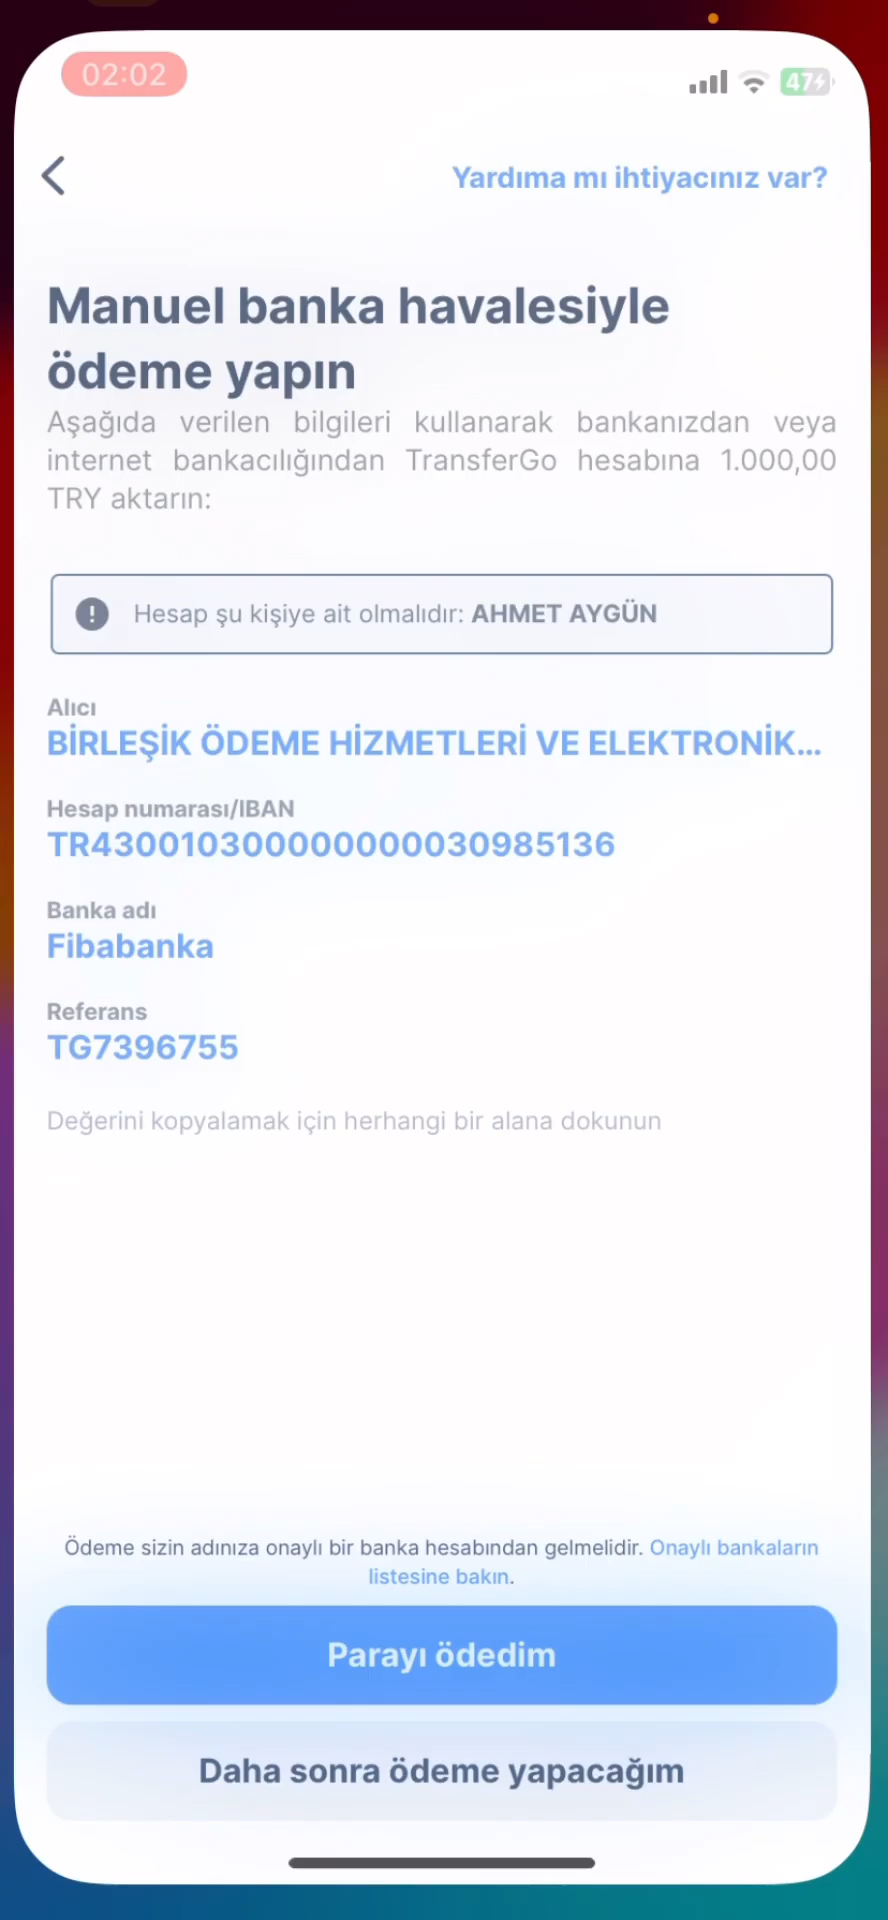 02:02
47
Yardıma mı ihtiyacınız var?
Manuel banka havalesiyle
ödeme yapın
Aşağıda verilen bilgileri kullanarak bankanızdan veya
internet bankacılığından TransferGo hesabına 1.000,00
TRY aktarın:
Hesap şu kişiye ait olmalıdır: AHMET AYGÜN
Alıcı
BİRLEŞİK ÖDEME HİZMETLERİ VE ELEKTRONİK...
Hesap numarası/IBAN
TR430010300000000030985136
Banka adı
Fibabanka
Referans
TG7396755
Değerini kopyalamak için herhangi bir alana dokunun
Ödeme sizin adınıza onaylı bir banka hesabından gelmelidir. Onaylı bankaların
listesine bakın.
Parayı ödedim
Daha sonra ödeme yapacağım